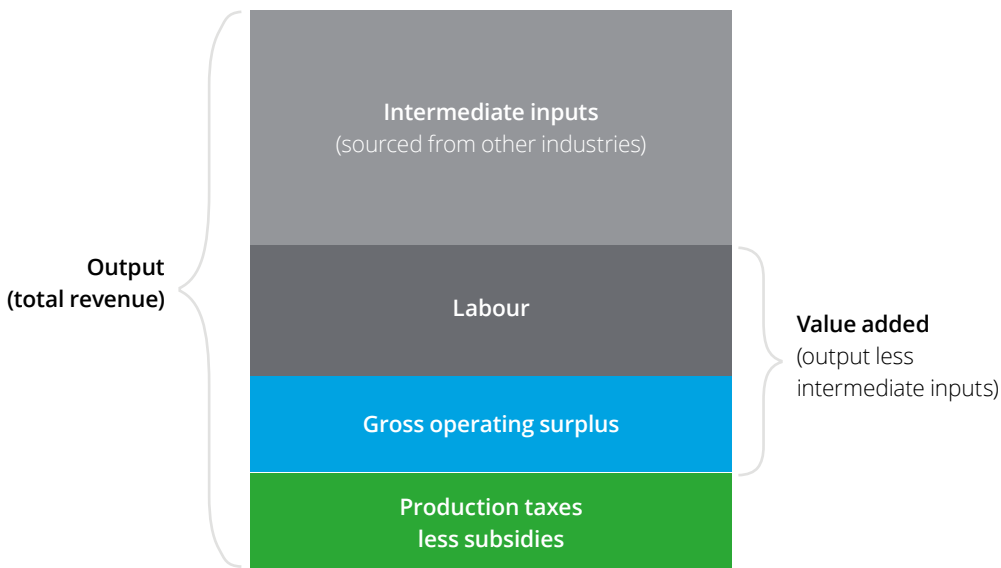 Intermediate inputs
(sourced from other industries)
Output
(total revenue)
Labour
Value added
(output less
intermediate inputs)
Gross operating surplus
Production taxes
less subsidies